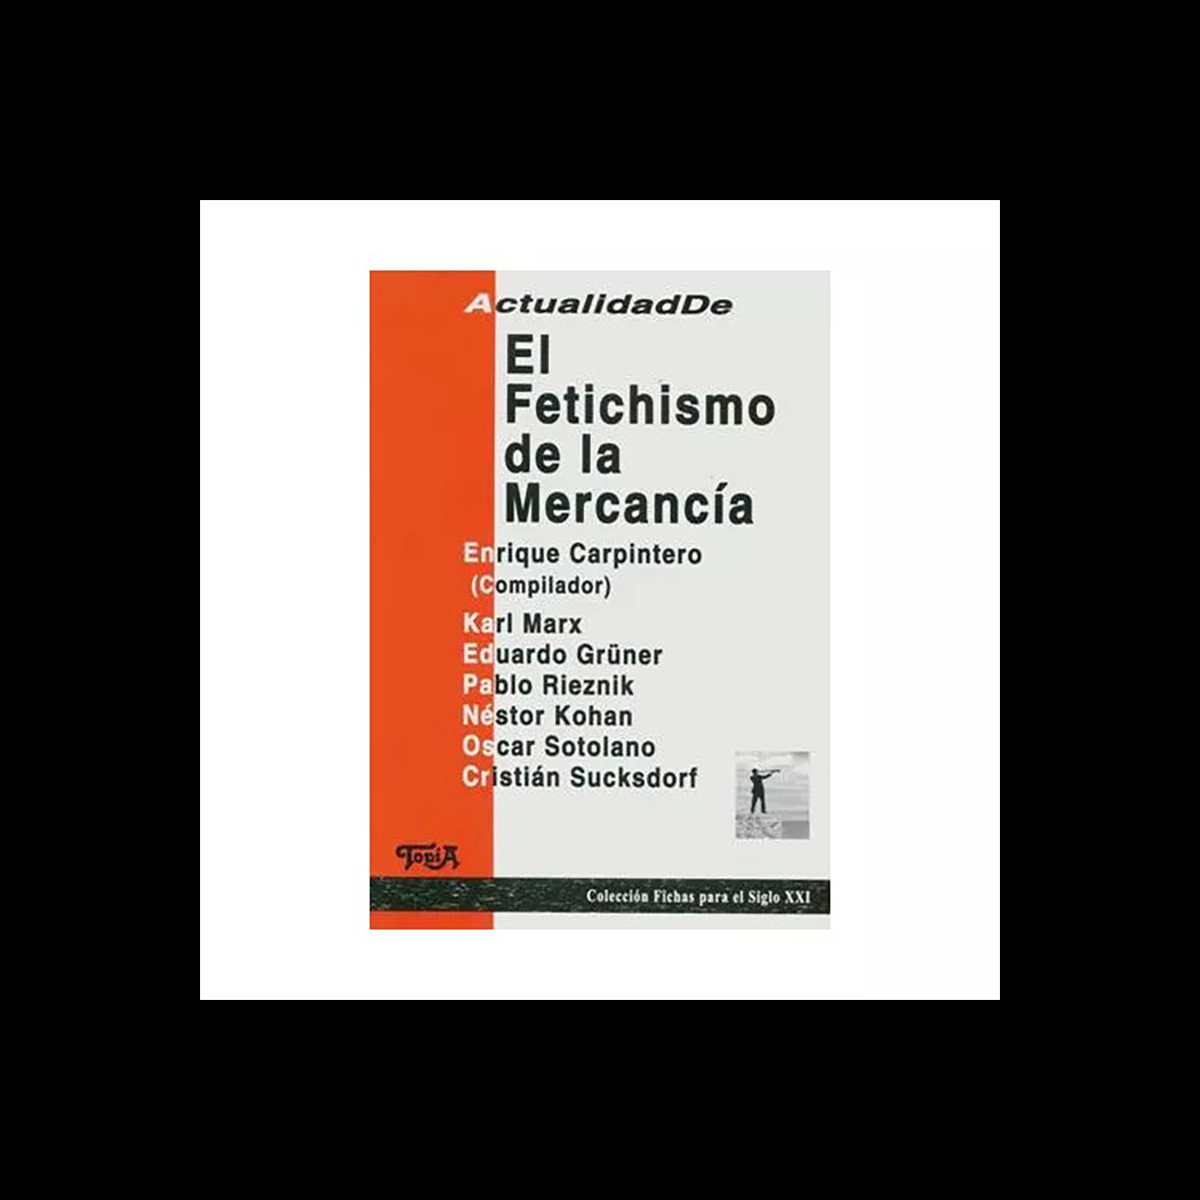 ActualidadDe
El
Fetichismo
de la
Mercancía
Enrique Carpintero
(Compilador)
Karl Marx
Eduardo Grüner
Pablo Rieznik
Néstor Kohan
Oscar Sotolano
Cristián Sucksdorf
Topia
Colección Fichas para el Siglo XXI